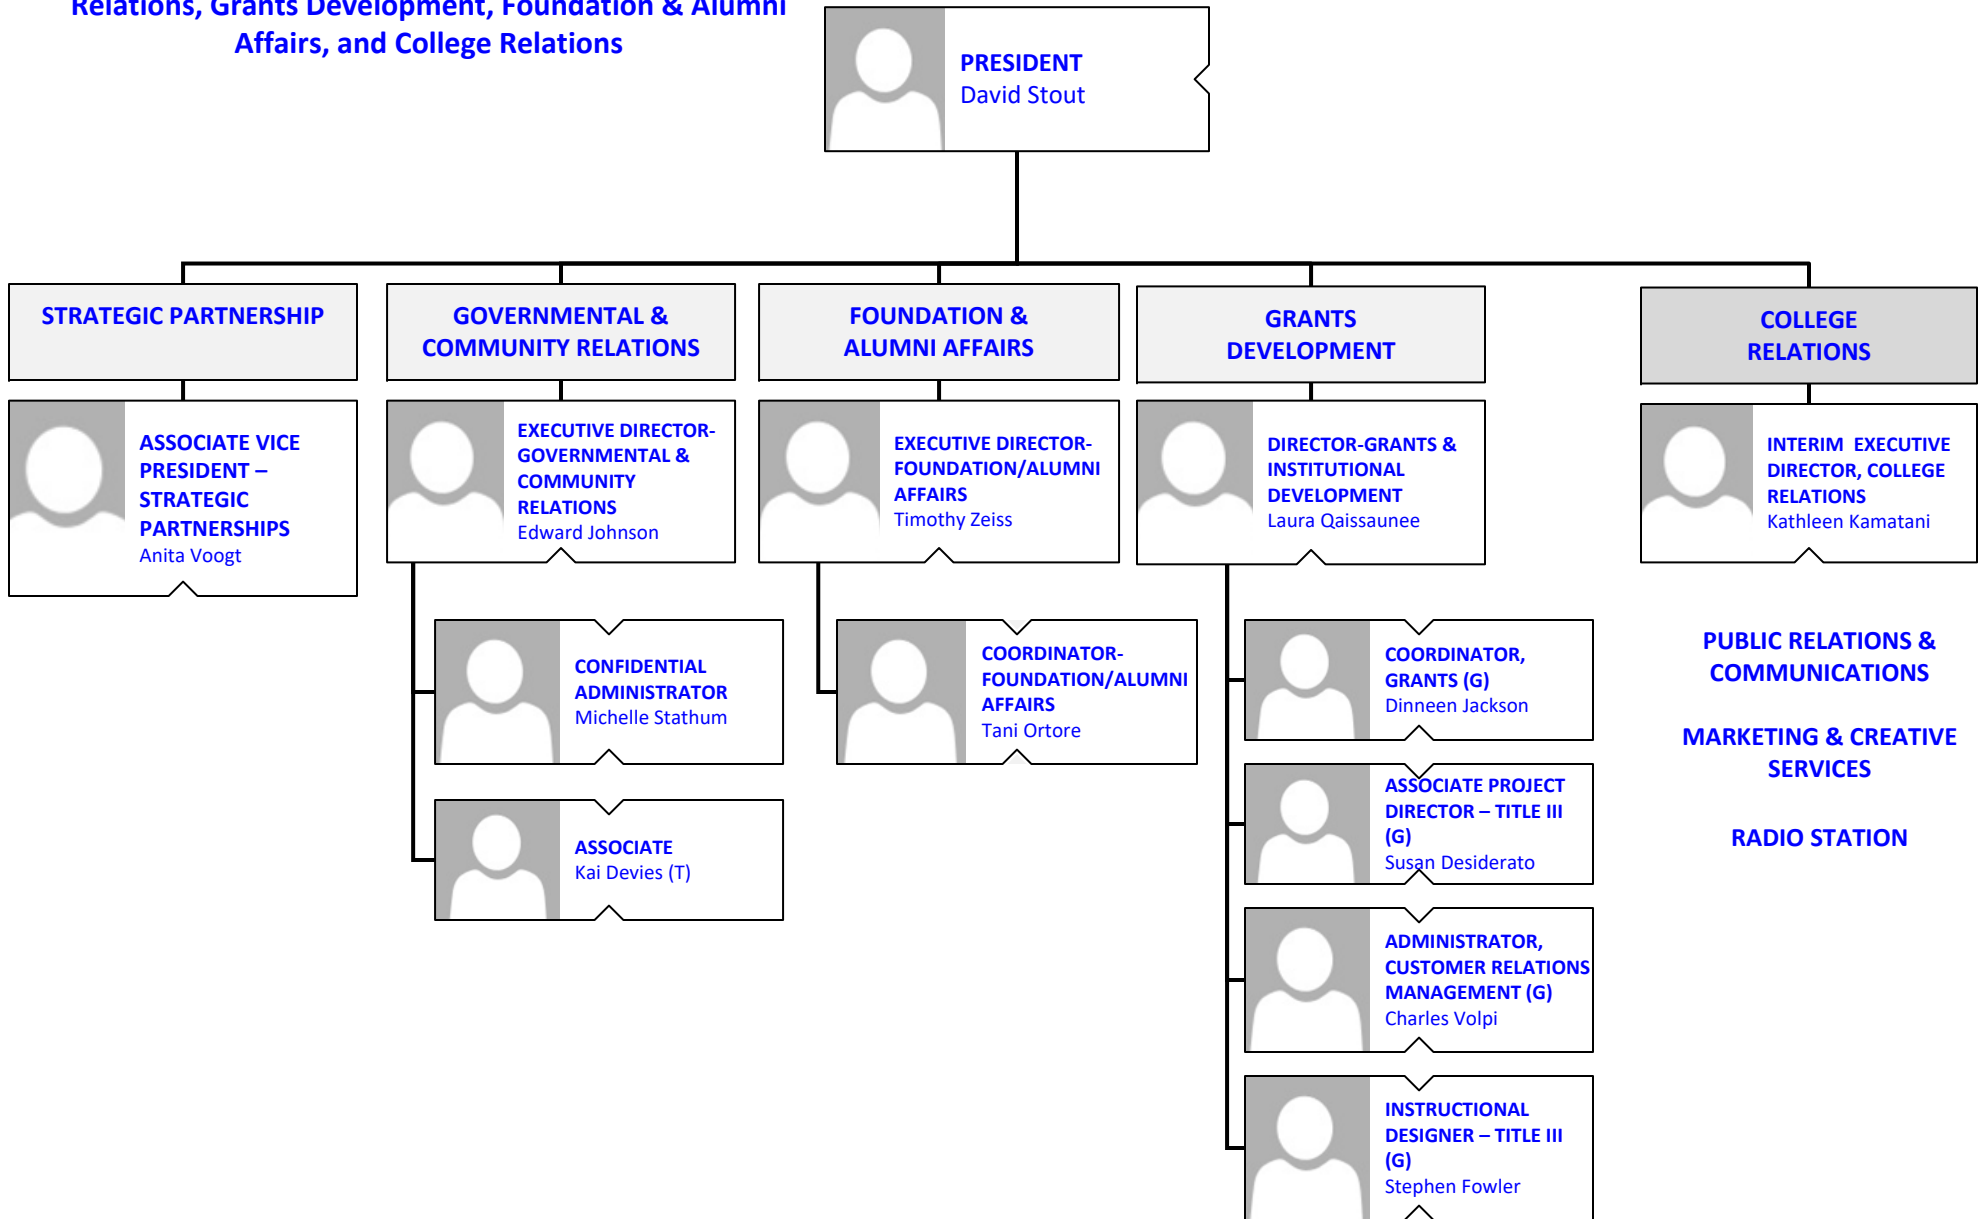 Relations, Grants Development, Foundation & Alumni
Affairs, and College Relations
PRESIDENT
David Stout
STRATEGIC PARTNERSHIP
GOVERNMENTAL &
COMMUNITY RELATIONS
FOUNDATION &
ALUMNI AFFAIRS
GRANTS
DEVELOPMENT
COLLEGE
RELATIONS
ASSOCIATE VICE
PRESIDENT –
STRATEGIC
PARTNERSHIPS
Anita Voogt
EXECUTIVE DIRECTOR-
GOVERNMENTAL &
COMMUNITY
RELATIONS
Edward Johnson
EXECUTIVE DIRECTOR-
FOUNDATION/ALUMNI
AFFAIRS
Timothy Zeiss
DIRECTOR-GRANTS &
INSTITUTIONAL
DEVELOPMENT
Laura Qaissaunee
INTERIM  EXECUTIVE
DIRECTOR, COLLEGE
RELATIONS
Kathleen Kamatani
CONFIDENTIAL
ADMINISTRATOR
Michelle Stathum
ASSOCIATE
Kai Devies (T)
COORDINATOR-
FOUNDATION/ALUMNI
AFFAIRS
Tani Ortore
COORDINATOR,
GRANTS (G)
Dinneen Jackson
ASSOCIATE PROJECT
DIRECTOR – TITLE III
(G)
Susan Desiderato
ADMINISTRATOR,
CUSTOMER RELATIONS
MANAGEMENT (G)
Charles Volpi
INSTRUCTIONAL
DESIGNER – TITLE III
(G)
Stephen Fowler
PUBLIC RELATIONS &
COMMUNICATIONS
MARKETING & CREATIVE
SERVICES
RADIO STATION